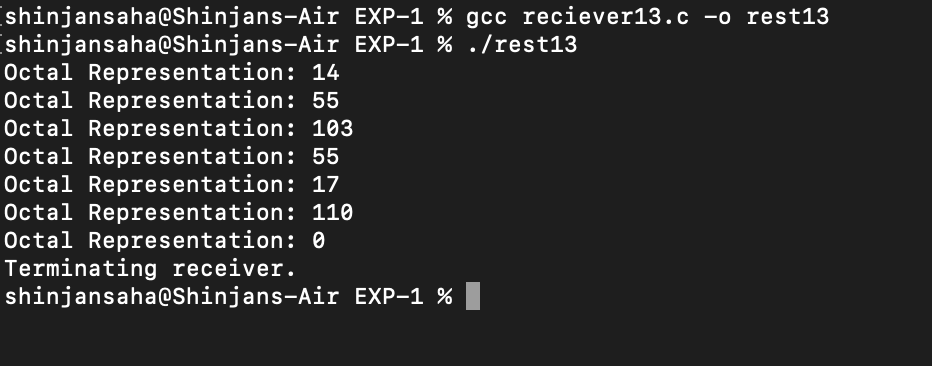 [shinjansaha@Shinjans-Air EXP-1 % gcc reciever13.c -o rest13
[shinjansaha@Shinjans-Air EXP-1 % ./rest13
Octal Representation: 14
Octal Representation: 55
Octal Representation: 103
Octal Representation: 55
Octal Representation: 17
Octal Representation: 110
Octal Representation: 0
Terminating receiver.
shinjansaha@Shinjans-Air EXP-1 %